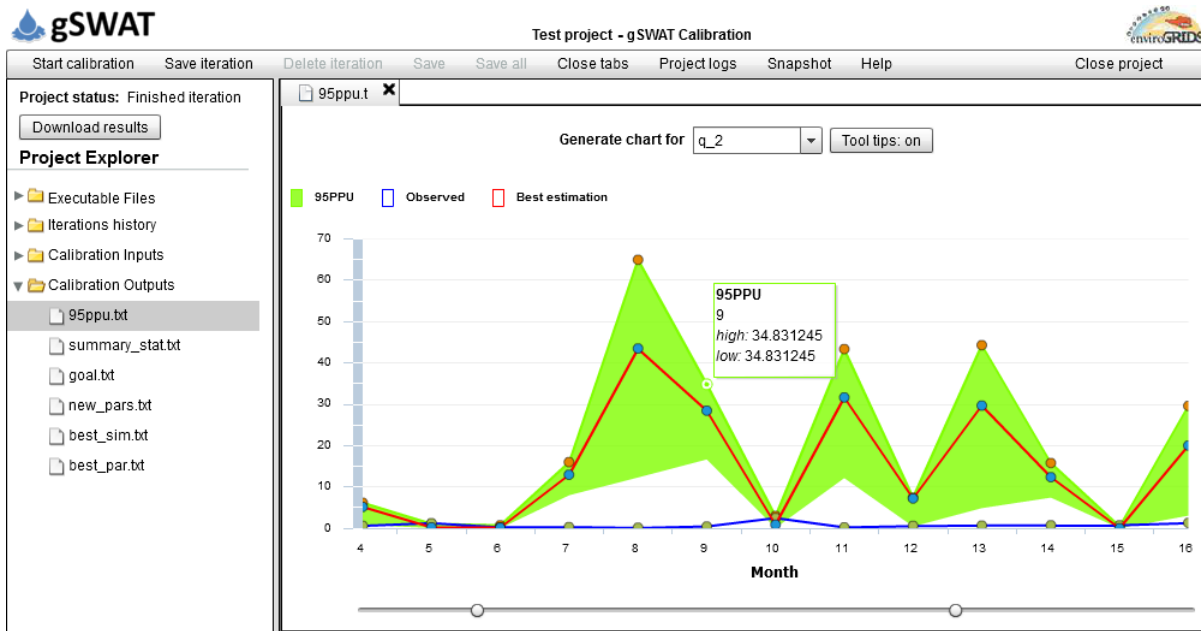 gSWAT
Test project - gSWAT Calibration
enviroGRIDS
Start calibration Save iteration Delete iteration Save Save all Close tabs Project logs Snapshot Help Close project
Project status: Finished iteration
Download results
Project Explorer
Executable Files
Iterations history
Calibration Inputs
Calibration Outputs
95ppu.txt
summary_stat.txt
goal.txt
new_pars.txt
best_sim.txt
best_par.txt
95ppu.t
Generate chart for q_2 Tool tips: on
95PPU Observed Best estimation
70
60
50
40
30
20
10
0
95PPU
9
high: 34.831245
low: 34.831245
4 5 6 7 8 9 10 11 12 13 14 15 16
Month